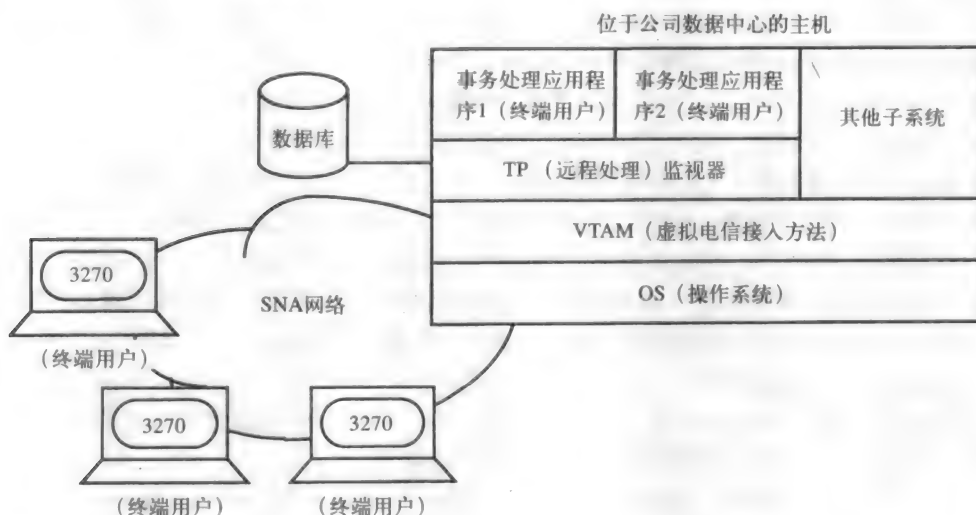 位于公司数据中心的主机
事务处理应用程
序1（终端用户）
事务处理应用程
序2（终端用户）
其他子系统
数据库
TP （远程处理）监视器
VTAM（虚拟电信接入方法）
OS（操作系统）
3270
SNA网络
（终端用户）
3270
3270
（终端用户）
（终端用户）